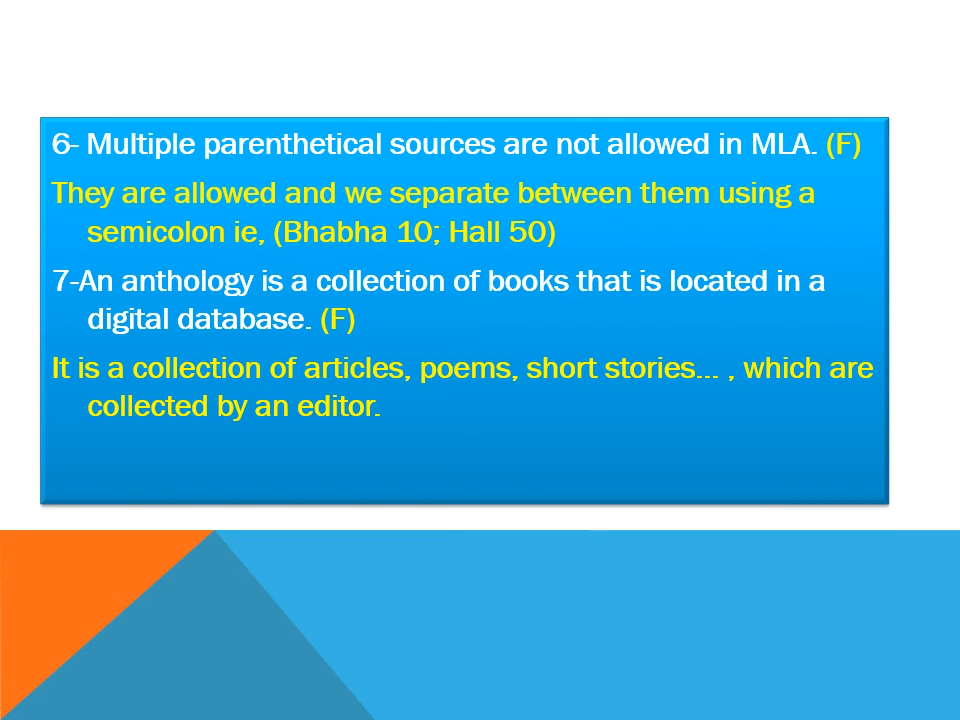 6- Multiple parenthetical sources are not allowed in MLA. (F)
They are allowed and we separate between them using a
semicolon ie, (Bhabha 10; Hall 50)
7-An anthology is a collection of books that is located in a
digital database. (F)
It is a collection of articles, poems, short stories... , which are
collected by an editor.